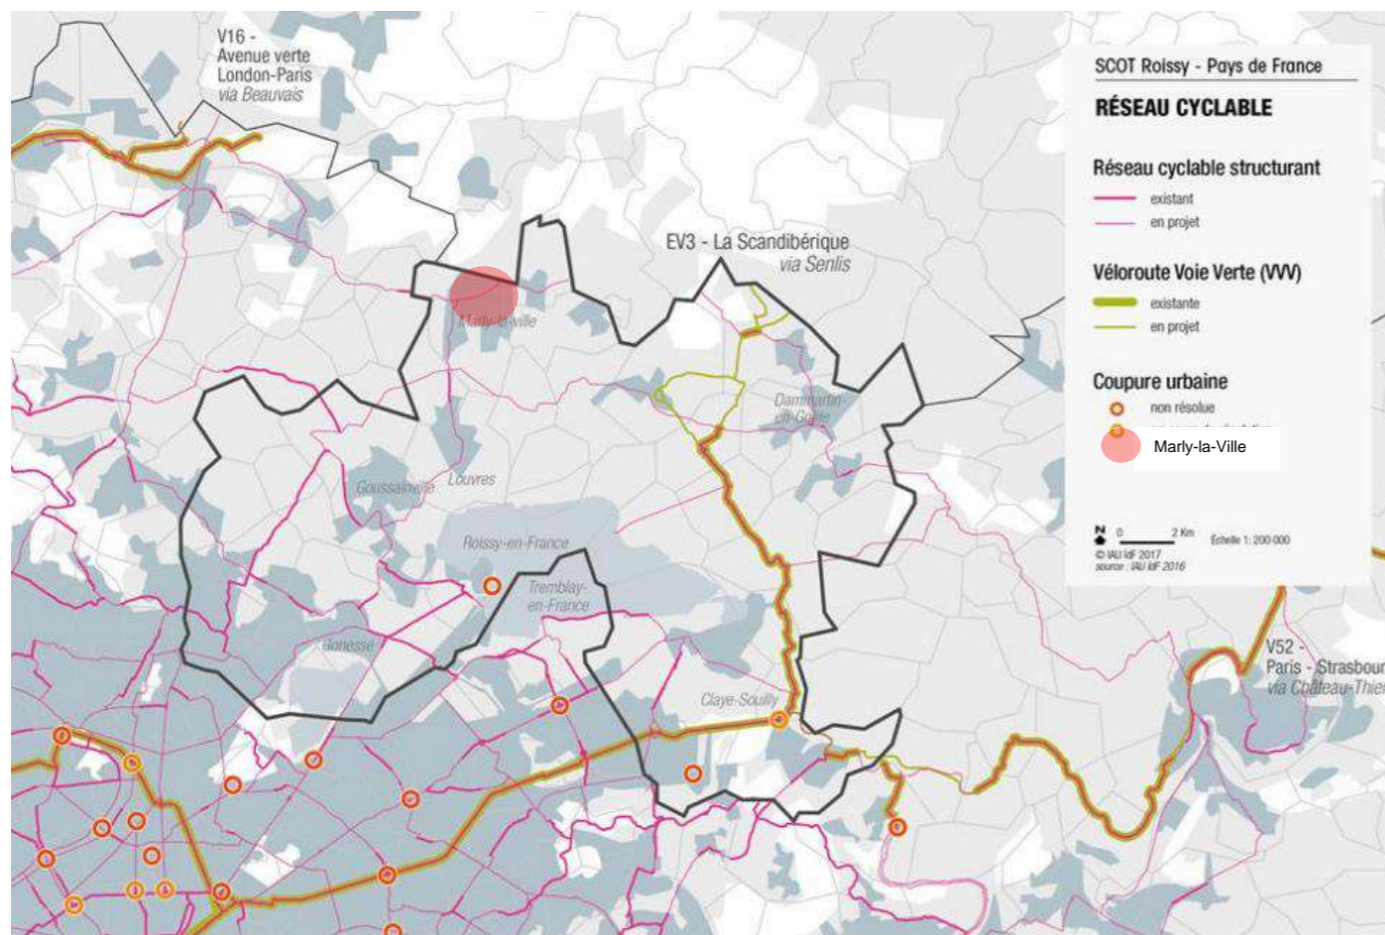 V16 -
Avenue verte
London-Paris
via Beauvais
EV3 - La Scandibérique
via Senlis
Marly-la-ville
Dammartin-
en-Goële
Goussainville
Louvres
Roissy-en-France
Tremblay-
en-France
Gonesse
Claye-Souilly
V52 -
Paris - Strasbour
via Château-Thier
SCOT Roissy - Pays de France
RÉSEAU CYCLABLE
Réseau cyclable structurant
existant
en projet
Véloroute Voie Verte (VVV)
existante
en projet
Coupure urbaine
non résolue
Marly-la-Ville
N
0 2 Km Échelle 1: 200 000
© IAU îdF 2017
source : IAU îdF 2016